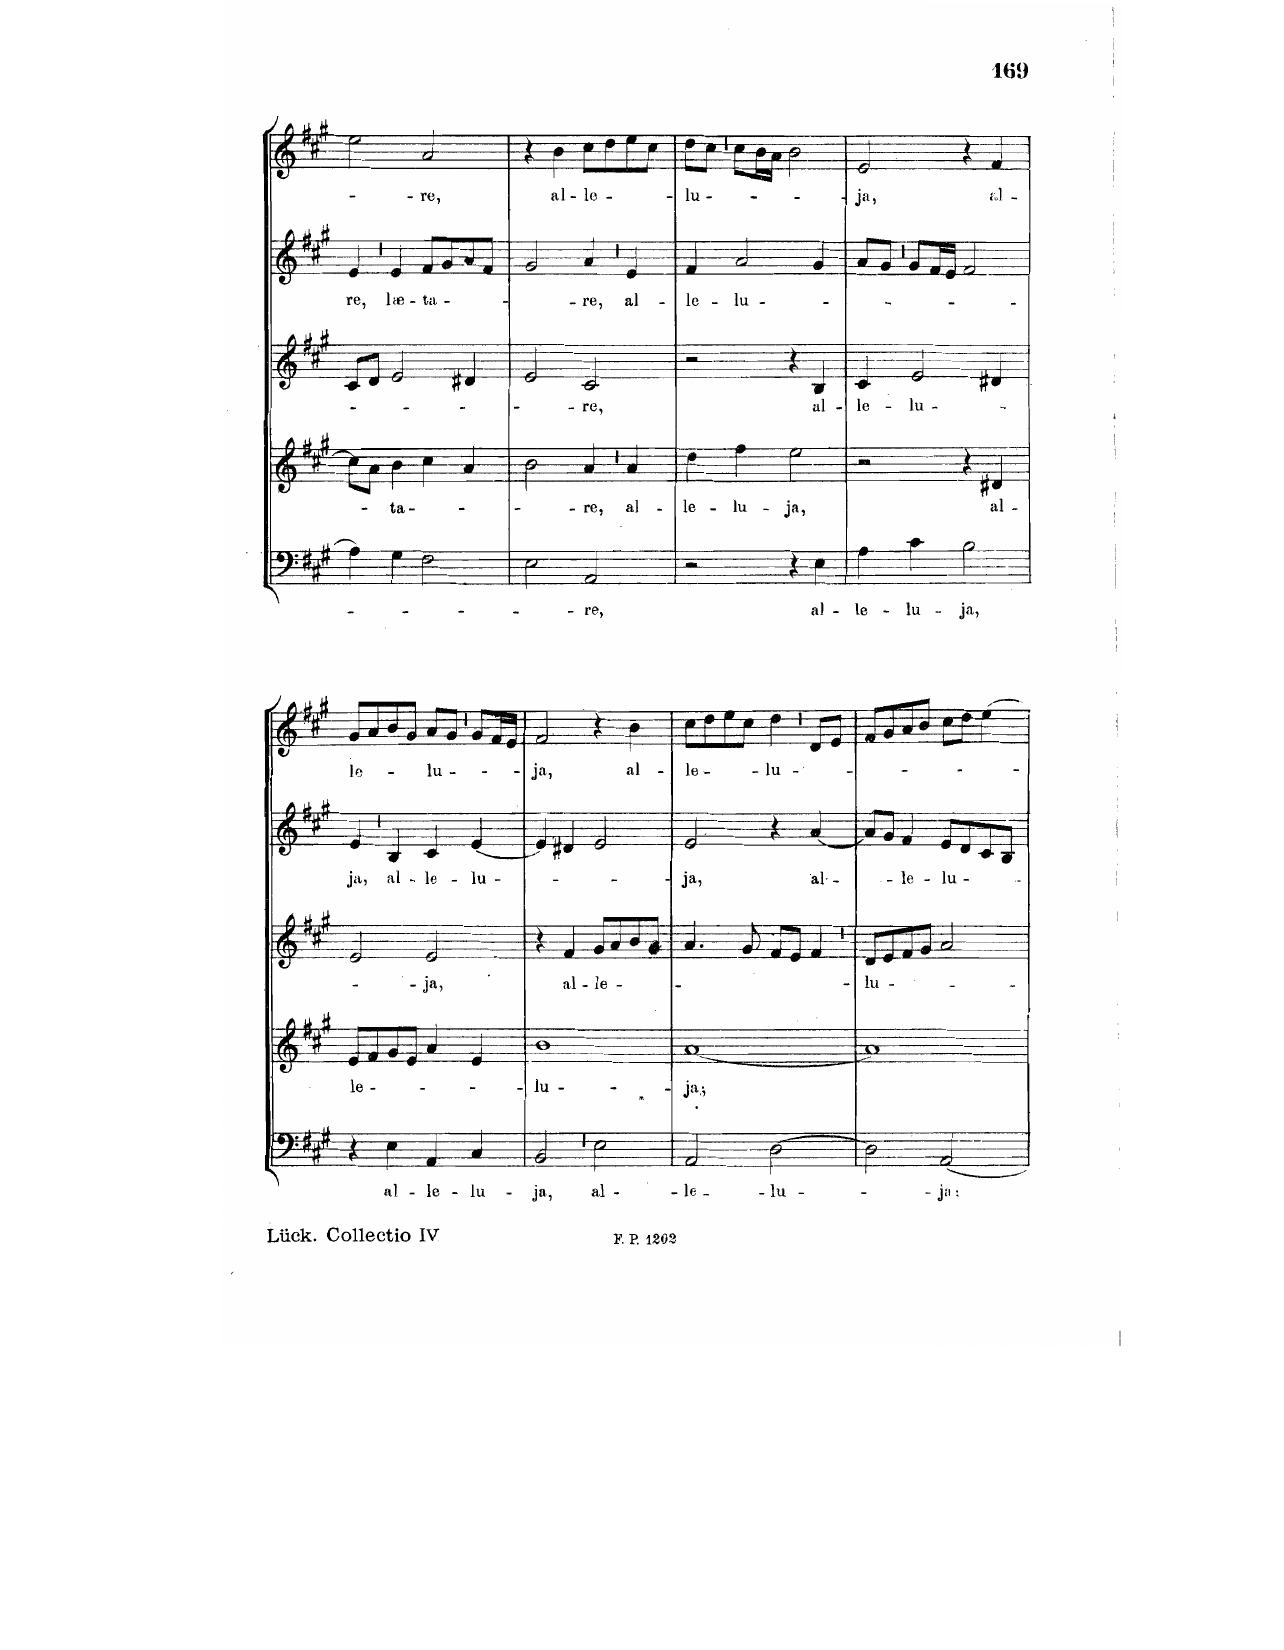 169
- - re, al - le - - lu - - - ja, al -
re, læ - ta - - - re, al - le - lu - - - - -
- - - - - re, al - le - lu - -
- ta - - - re, al - le - lu - ja, al -
- - - - re, al - le - lu - ja,
le - lu - - - ja, al - le - - lu - - - - -
ja, al - le - lu - - - - ja, al - - le - lu - -
- - ja, al - le - - - lu - - -
le - - - - lu - - - ja;
al - le - lu - ja, al - - le - - lu - - - ja:
Lück. Collectio IV
F. P. 1202